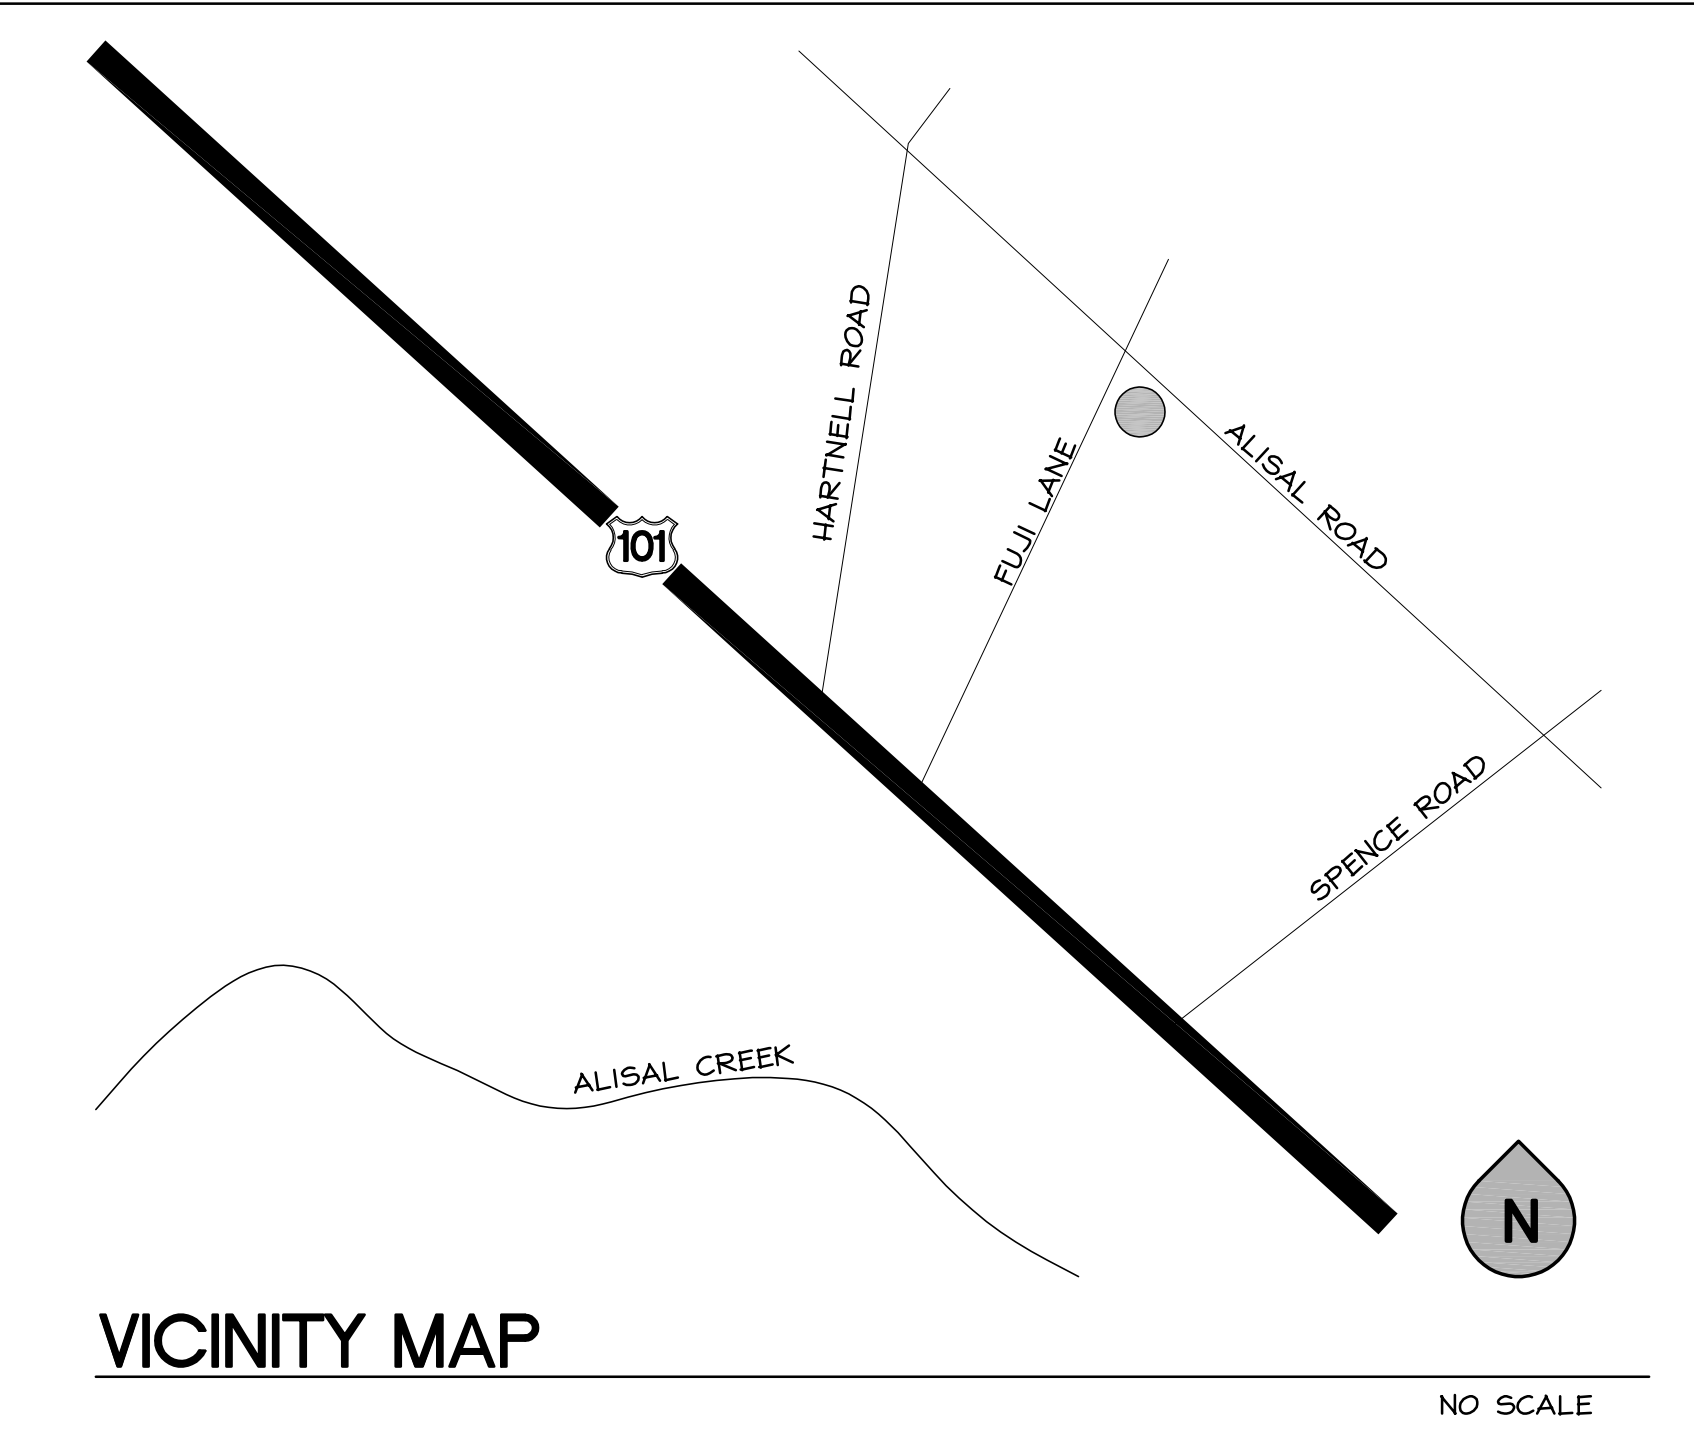 HARTNELL ROAD
FUJI LANE
ALISAL ROAD
101
SPENCE ROAD
ALISAL CREEK
N
VICINITY MAP
NO SCALE